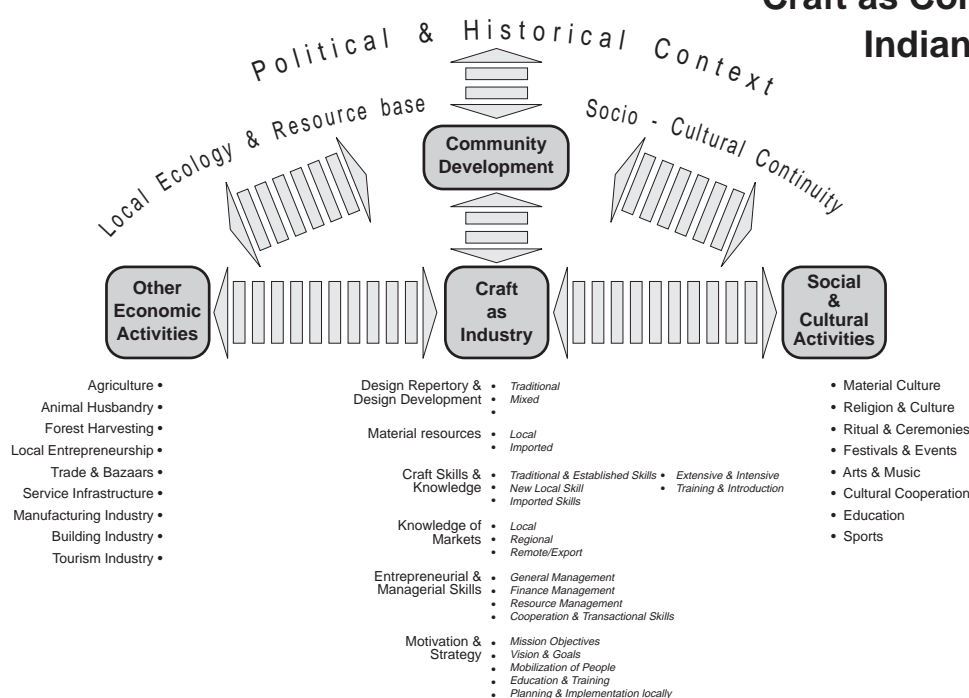 Craft as Co
Indian
Political & Historical Context
Local Ecology & Resource base
Socio - Cultural Continuity
Community
Development
Other
Economic
Activities
Craft
as
Industry
Social
&
Cultural
Activities
Agriculture •
Animal Husbandry •
Forest Harvesting •
Local Entrepreneurship •
Trade & Bazaars •
Service Infrastructure •
Manufacturing Industry •
Building Industry •
Tourism Industry •
Design Repertory & • Traditional
Design Development • Mixed
•
Material resources • Local
• Imported
Craft Skills & • Traditional & Established Skills • Extensive & Intensive
Knowledge • New Local Skill • Training & Introduction
• Imported Skills
Knowledge of • Local
Markets • Regional
• Remote/Export
Entrepreneurial & • General Management
Managerial Skills • Finance Management
• Resource Management
• Cooperation & Transactional Skills
Motivation & • Mission Objectives
Strategy • Vision & Goals
• Mobilization of People
• Education & Training
• Planning & Implementation locally
• Material Culture
• Religion & Culture
• Ritual & Ceremonies
• Festivals & Events
• Arts & Music
• Cultural Cooperation
• Education
• Sports